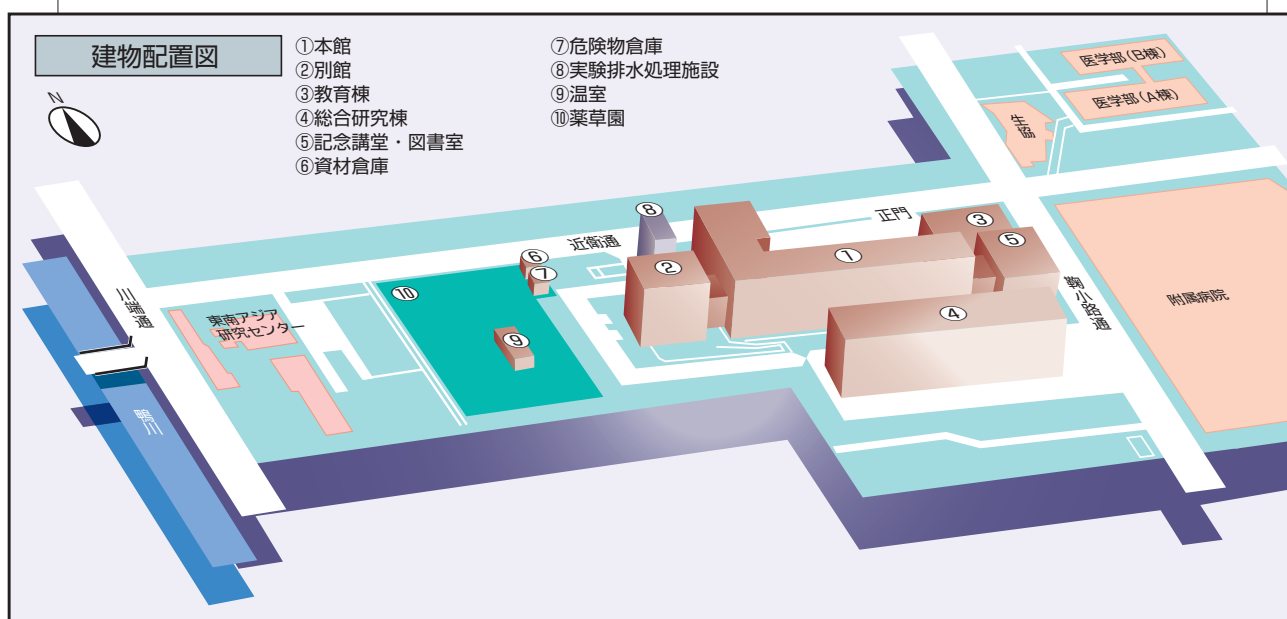 建物配置図
N
①本館
②別館
③教育棟
④総合研究棟
⑤記念講堂・図書室
⑥資材倉庫
⑦危険物倉庫
⑧実験排水処理施設
⑨温室
⑩薬草園
医学部(B棟)
医学部(A棟)
生協
⑧
正門
③
近衛通
⑥
②
①
⑤
⑦
⑩
川端通
東南アジア
研究センター
鞠小路通
附属病院
④
⑨
鴨川